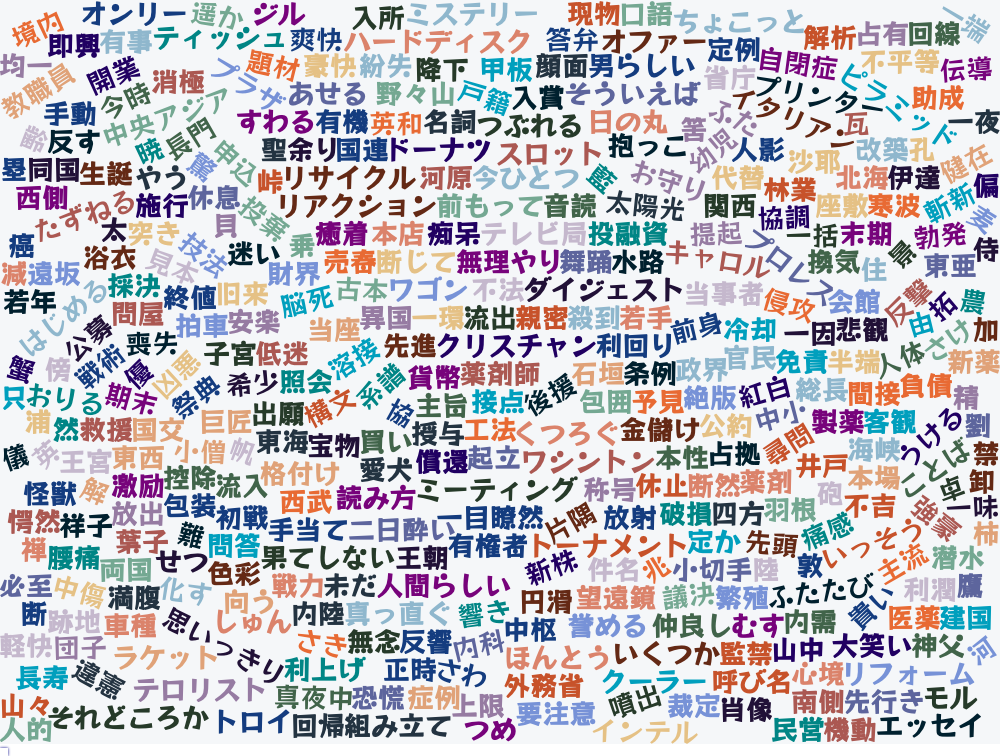 境内 オンリー 遥か ジル 入所 ミステリー 現物 口語 ちょこっと 一端
即興 有事 ティッシュ 爽快 ハードディスク 答弁 オファー 定例 解析 占有 回線
均一 教職員 開業 消極 プラザ 題材 豪快 紛失 降下 甲板 顔面 男らしい 省庁 自閉症 ピラミッド 不平等 伝導
手動 今時 中央アジア あせる 野々山 戸籍 入賞 そういえば ふた イタリアン プリンター 助成
齢 反す 暁 長門 申込 すわる 有機 英和 名詞 つぶれる 日の丸 筈 幼児 瓦 一夜
塁 同国 生誕 やう 驚 聖 余り 国連 ドーナツ スロット 抱っこ 人影 沙耶 改築 孔 健在
西側 たずねる 施行 休息 峠 リサイクル 河原 今ひとつ 藍 お守り 代替 林業 北海 伊達 斬新 偏
太 突き 貝 投棄 リアクション 前もって 音読 太陽光 関西 協調 座敷 寒波 麦
癌 浴衣 見本 技法 迷い 乗 癒着 本店 痴呆 テレビ局 投融資 提起 プロレス 一括 末期 勃発 侍
減 遠坂 採決 財界 売春 断じて 無理やり 舞踊 水路 キャロル 換気 住 島 東亜
若年 はじめる 終値 旧来 脳死 古本 ワゴン 不法 ダイジェスト 当事者 侵攻 会館 反撃 拓 農
公募 問屋 拍車 安楽 当座 異国 一環 流出 親密 殺到 若手 前身 冷却 一因 悲観 由 加
蟹 傍 戦術 喪失 子宮 低迷 溶接 先進 クリスチャン 利回り 政界 官民 免責 半端 人体 さけ 新薬
只 おりる 期末 優 凶悪 祭典 希少 照会 系譜 貨幣 薬剤師 後援 石垣 条例 絶版 紅白 総長 間接 負債 精
浦 然 救援 国交 巨匠 出願 構文 協 主旨 接点 包囲 予見 公約 中小 製薬 客観 うける 劉
儀 王宮 東西 小僧 帆 東海 宝物 買い 授与 工法 くつろぐ 金儲け 尋問 海峡 ことば 禁
怪獣 解 激励 控除 流入 格付け 愛犬 償還 起立 ワシントン 本性 占拠 井戸 本場 卓 卸
愕然 祥子 放出 包装 初戦 西武 読み方 ミーティング 称号 休止 断然 薬剤 砲 不吉 強豪 一味
禅 葉子 難 問答 手当て 二日酔い 一目瞭然 片隅 放射 破損 四方 羽根 痛感 柿
腰痛 両国 せつ 色彩 果てしない 王朝 有権者 トーナメント 定か 先頭 敦 いっそう 主流 潜水
必至 中傷 満腹 化す 戦力 未だ 人間らしい 新株 件名 兆 小切手 陸 ふたたび 貴い 利潤 鷹
断 跡地 車種 思いっきり 向う しゅん 内陸 真っ直ぐ 響き 円滑 望遠鏡 議決 繁殖 医薬 建国
軽快 団子 ラケット さき 無念 反響 内科 中枢 誉める 仲良し むす 内需 山中 大笑い 神父 河
長寿 違憲 テロリスト 利上げ 正時 さわ ほんとう いくつか 監禁 心境 リフォーム
山々 真夜中 恐慌 症例 上限 外務省 クーラー 呼び名 南側 先行き モル
人的 それどころか トロイ 回帰 組み立て つめ 要注意 噴出 インテル 裁定 肖像 民営 機動 エッセイ